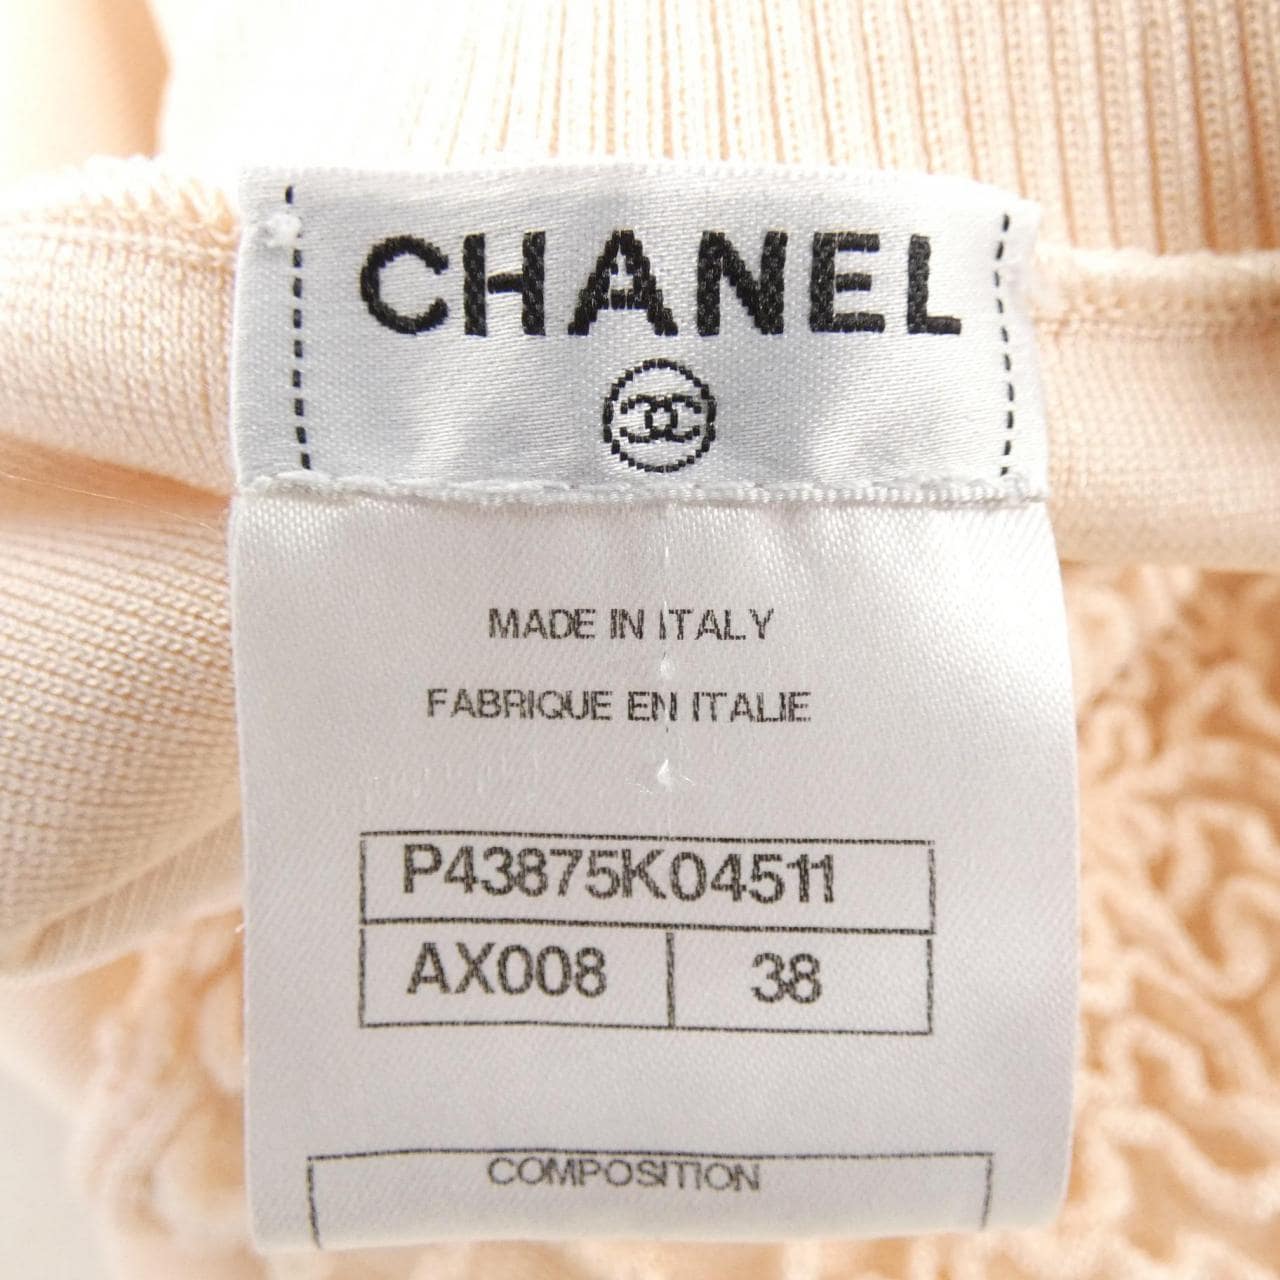 CHANEL
MADE IN ITALY
FABRIQUE EN ITALIE
P43875K04511
AX008 38
COMPOSITION